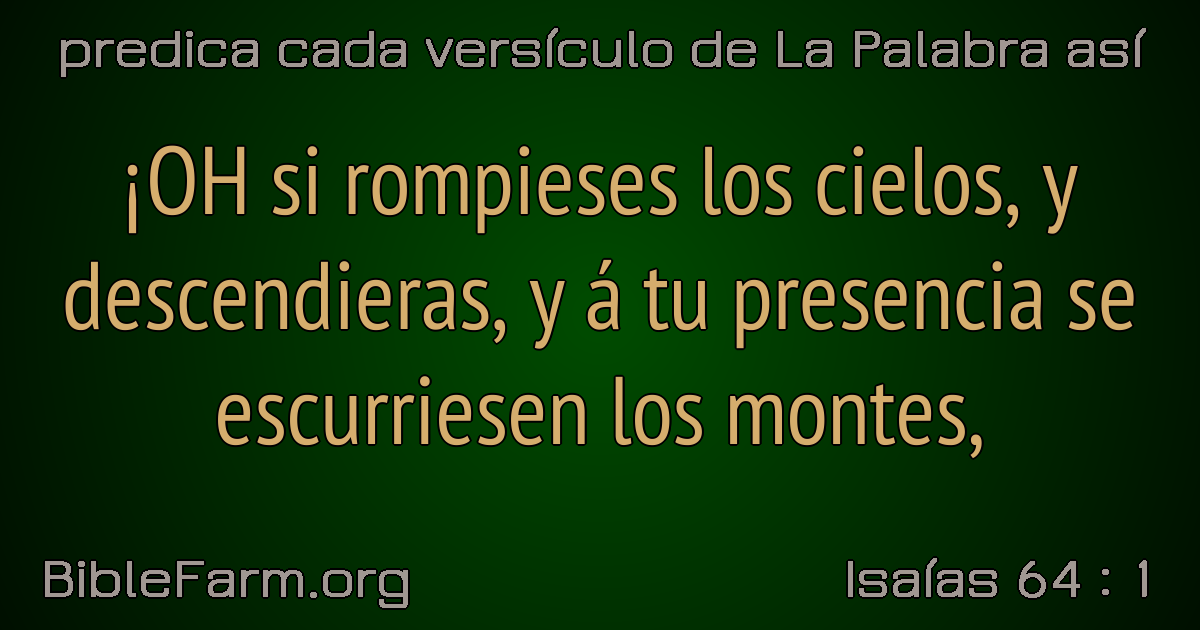 predica cada versículo de La Palabra así
¡OH si rompieses los cielos, y
descendieras, y á tu presencia se
escurriesen los montes,
BibleFarm.org
Isaías 64 : 1